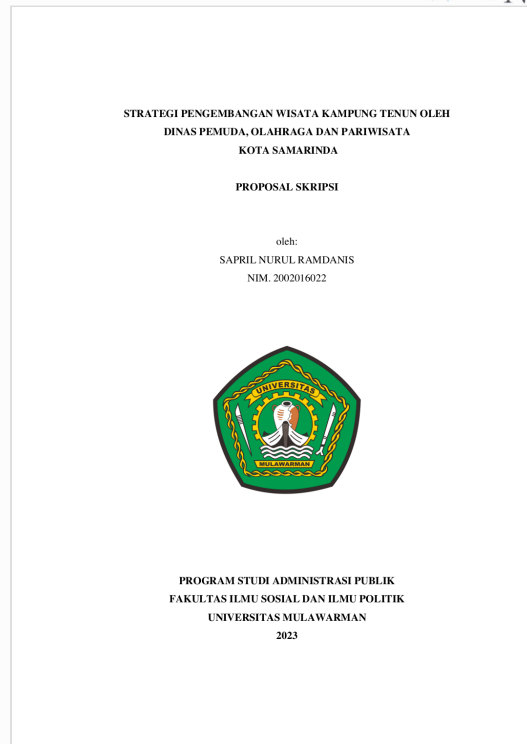 STRATEGI PENGEMBANGAN WISATA KAMPUNG TENUN OLEH
DINAS PEMUDA, OLAHRAGA DAN PARIWISATA
KOTA SAMARINDA
PROPOSAL SKRIPSI
oleh:
SAPRIL NURUL RAMDANIS
NIM. 2002016022
UNIVERSITAS
MULAWARMAN
PROGRAM STUDI ADMINISTRASI PUBLIK
FAKULTAS ILMU SOSIAL DAN ILMU POLITIK
UNIVERSITAS MULAWARMAN
2023